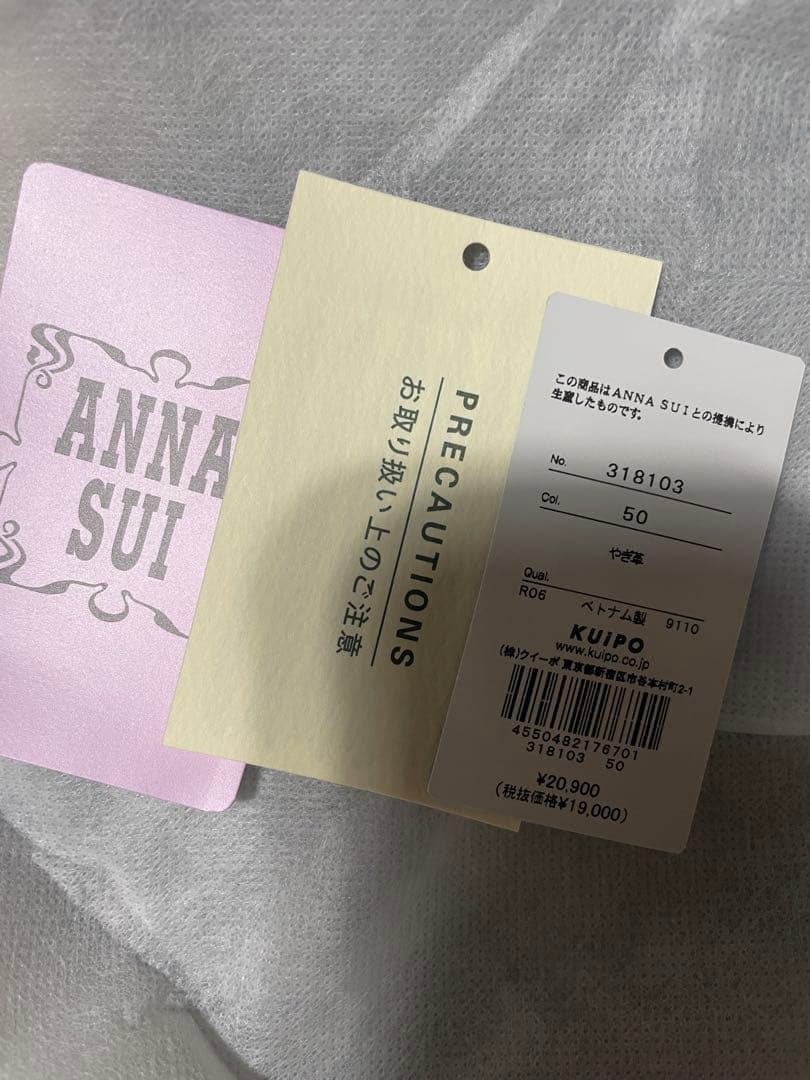 ANNA
SUI
PRECAUTIONS
お取り扱い上のご注意
この商品はANNA SUIとの提携により
生産したものです。
No. 318103
Col. 50
やぎ革
Qual.
R06 ベトナム製 9110
KUiPO
www.kuipo.co.jp
(株)クイーポ 東京都新宿区市谷本村町2-1
4550482176701
318103 50
¥20,900
(税抜価格¥19,000)